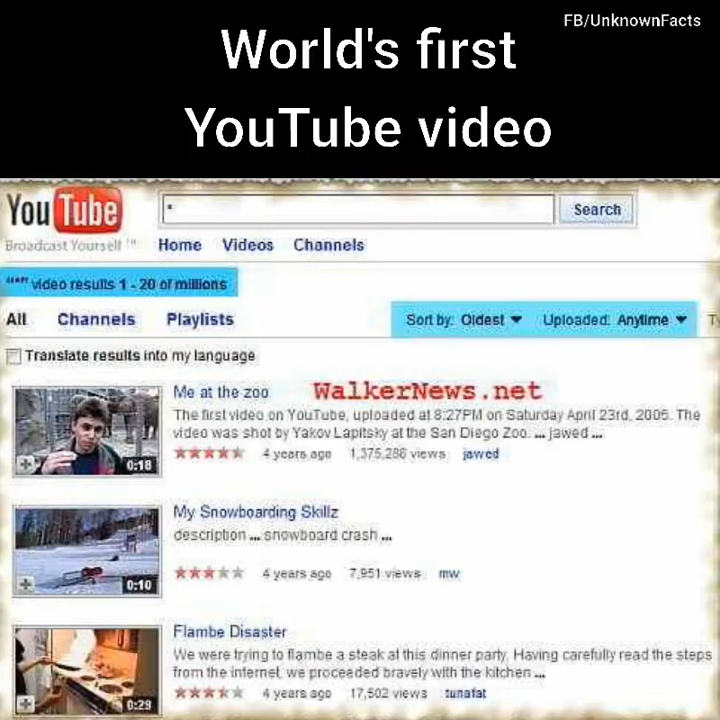 FB/UnknownFacts
World's first
YouTube video
YouTube
Search
Broadcast Yourself ™
Home Videos Channels
"*" video results 1 - 20 of millions
All Channels Playlists
Sort by: Oldest Uploaded: Anytime
Translate results into my language
Me at the zoo
WalkerNews.net
The first video on YouTube, uploaded at 8:27PM on Saturday April 23rd, 2005. The
video was shot by Yakov Lapitsky at the San Diego Zoo. ... jawed ...
0:18
4 years ago 1,375,288 views jawed
My Snowboarding Skillz
description ... snowboard crash ...
0:10
4 years ago 7,951 views mw
Flambe Disaster
We were trying to flambe a steak at this dinner party. Having carefully read the steps
from the internet, we proceeded bravely with the kitchen ...
0:29
4 years ago 17,502 views tunafat